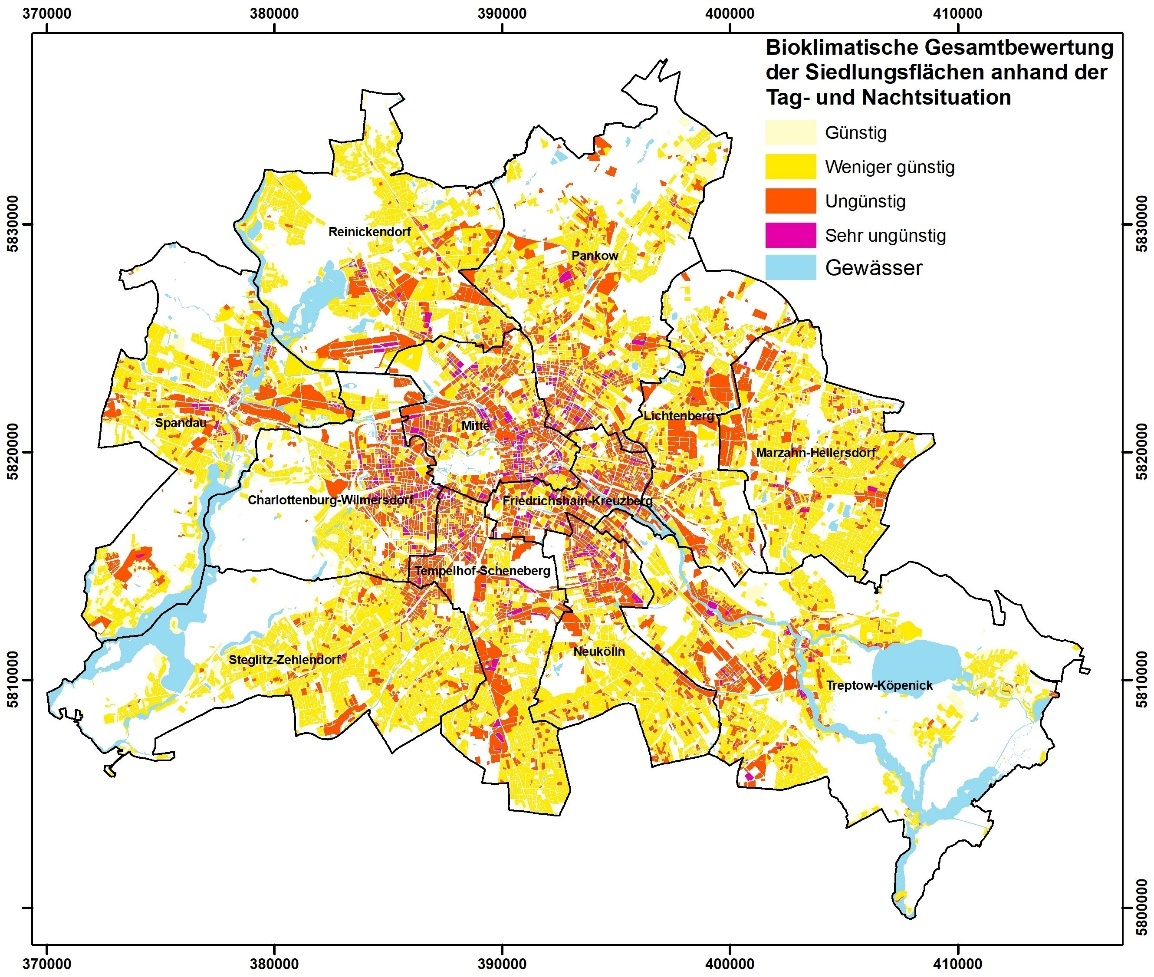 370000
380000
390000
400000
410000
Bioklimatische Gesamtbewertung
der Siedlungsflächen anhand der
Tag- und Nachtsituation
Günstig
Weniger günstig
Ungünstig
Sehr ungünstig
Gewässer
5830000
5830000
Reinickendorf
Pankow
Lichtenberg
Spandau
Mitte
5820000
5820000
Marzahn-Hellersdorf
Charlottenburg-Wilmersdorf
Friedrichshain-Kreuzberg
Tempelhof-Scheneberg
Neukölln
Steglitz-Zehlendorf
5810000
5810000
Treptow-Köpenick
5800000
370000
380000
390000
400000
410000